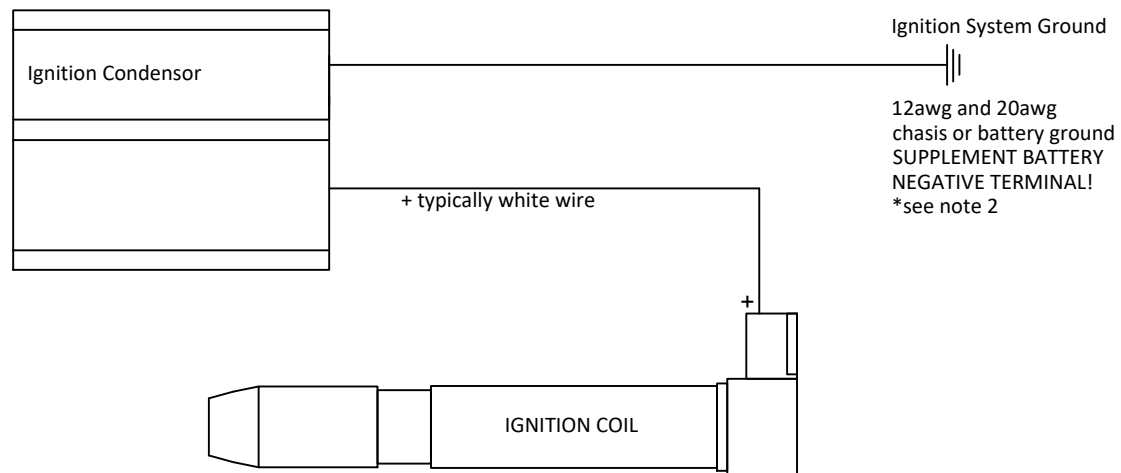 Ignition System Ground
Ignition Condensor
12awg and 20awg
chasis or battery ground
SUPPLEMENT BATTERY
NEGATIVE TERMINAL!
*see note 2
+ typically white wire
+
IGNITION COIL